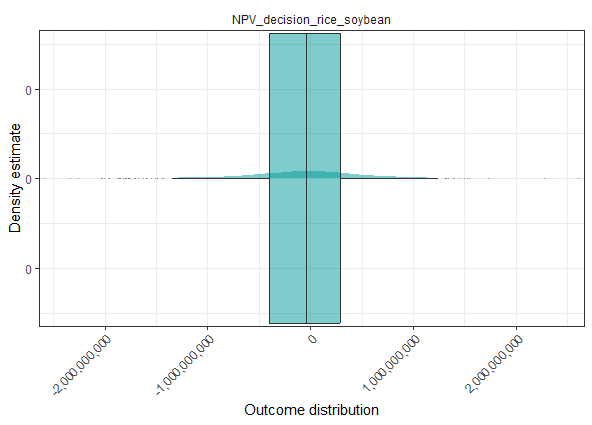 NPV_decision_rice_soybean
Density estimate
0
0
0
-2,000,000,000
-1,000,000,000
0
1,000,000,000
2,000,000,000
Outcome distribution